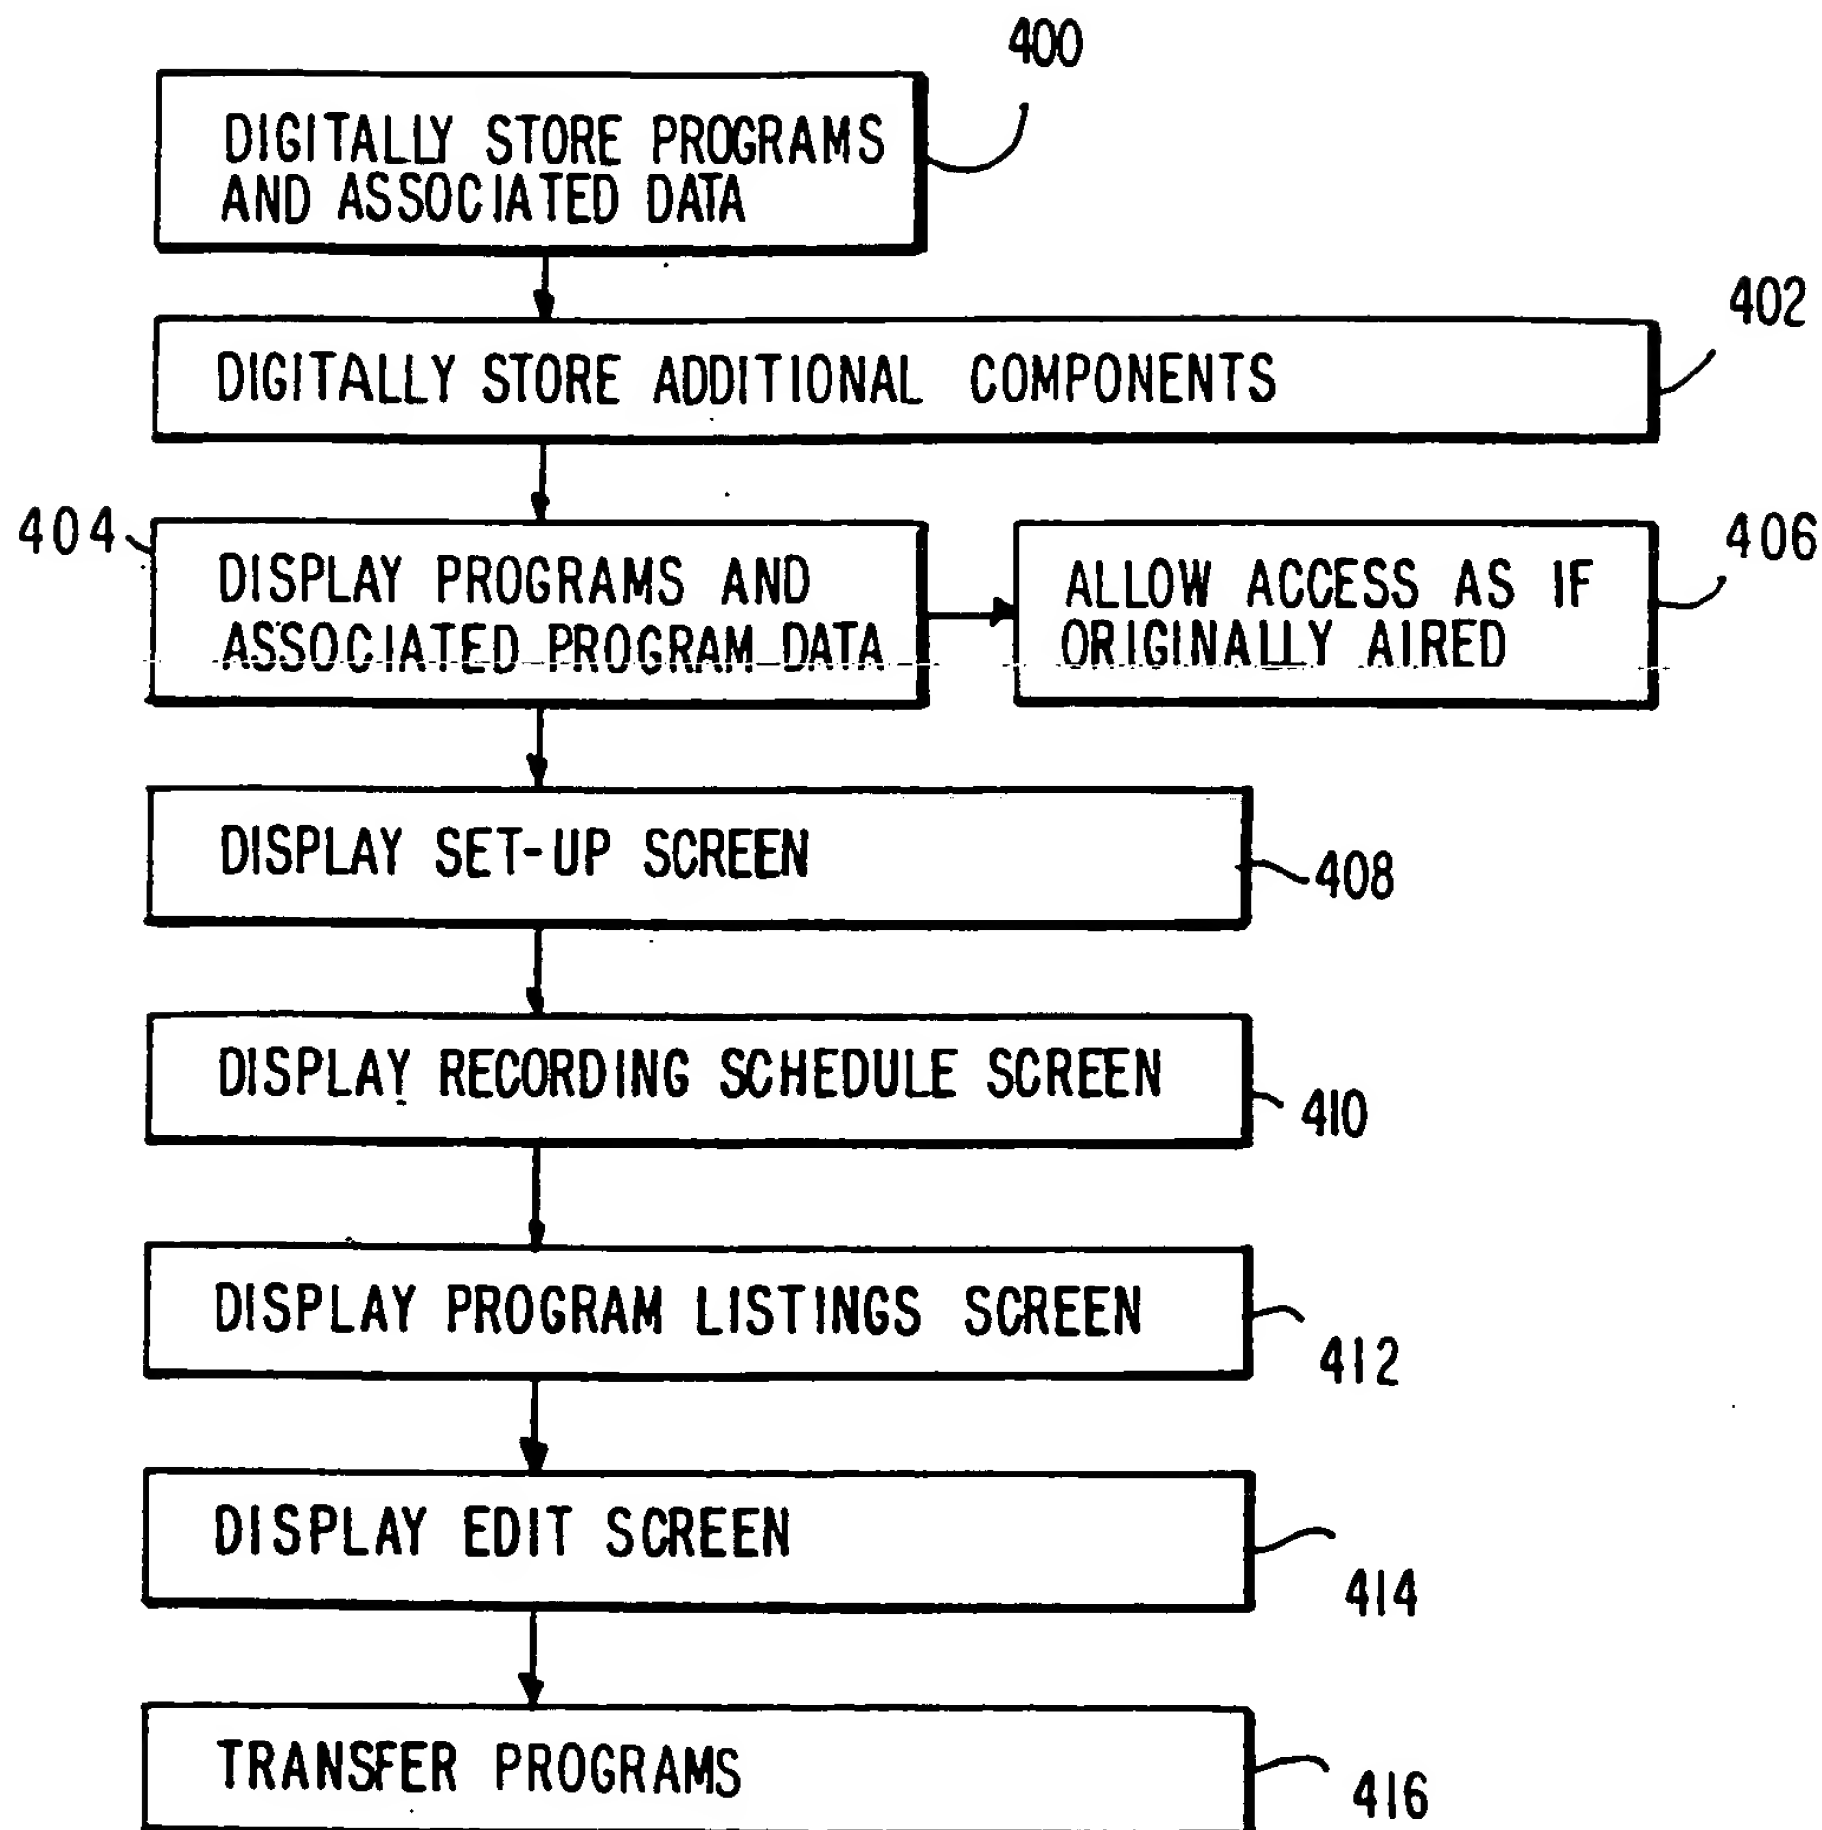 400
DIGITALLY STORE PROGRAMS
AND ASSOCIATED DATA
402
DIGITALLY STORE ADDITIONAL COMPONENTS
404
DISPLAY PROGRAMS AND
ASSOCIATED PROGRAM DATA
406
ALLOW ACCESS AS IF
ORIGINALLY AIRED
DISPLAY SET-UP SCREEN
408
DISPLAY RECORDING SCHEDULE SCREEN
410
DISPLAY PROGRAM LISTINGS SCREEN
412
DISPLAY EDIT SCREEN
414
TRANSFER PROGRAMS
416